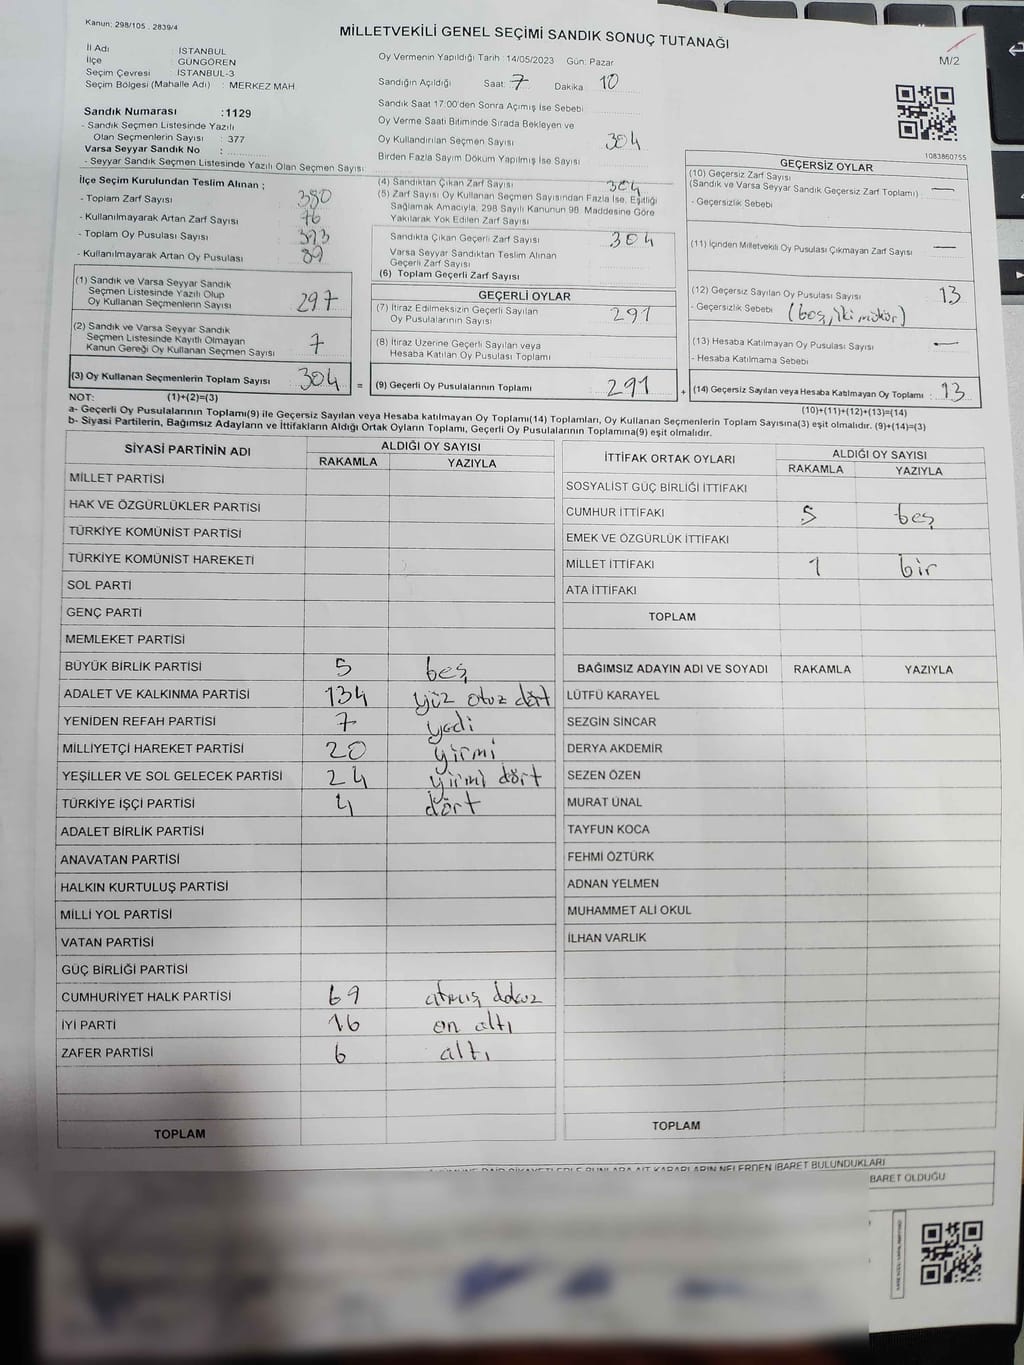 Kanun: 298/105 . 2839/4
MİLLETVEKİLİ GENEL SEÇİMİ SANDIK SONUÇ TUTANAĞI
M/2
İl Adı : İSTANBUL
İlçe : GÜNGÖREN
Seçim Çevresi : İSTANBUL-3
Seçim Bölgesi (Mahalle Adı) : MERKEZ MAH
Sandık Numarası :1129
- Sandık Seçmen Listesinde Yazılı
Olan Seçmenlerin Sayısı : 377
Varsa Seyyar Sandık No :
- Seyyar Sandık Seçmen Listesinde Yazılı Olan Seçmen Sayısı:
Oy Vermenin Yapıldığı Tarih :14/05/2023 Gün: Pazar
Sandığın Açıldığı Saat: 7 Dakika 10
Sandık Saat 17:00'den Sonra Açılmış İse Sebebi
Oy Verme Saati Bitiminde Sırada Bekleyen ve
Oy Kullandırılan Seçmen Sayısı 304
Birden Fazla Sayım Döküm Yapılmış İse Sayısı
1083860755
İlçe Seçim Kurulundan Teslim Alınan ;
- Toplam Zarf Sayısı 380
- Kullanılmayarak Artan Zarf Sayısı 76
- Toplam Oy Pusulası Sayısı 393
- Kullanılmayarak Artan Oy Pusulası 89
(4) Sandıktan Çıkan Zarf Sayısı 304
(5) Zarf Sayısı Oy Kullanan Seçmen Sayısından Fazla İse, Eşitliği
Sağlamak Amacıyla, 298 Sayılı Kanunun 98. Maddesine Göre
Yakılarak Yok Edilen Zarf Sayısı
Sandıkta Çıkan Geçerli Zarf Sayısı 304
Varsa Seyyar Sandıktan Teslim Alınan
Geçerli Zarf Sayısı
(6) Toplam Geçerli Zarf Sayısı
GEÇERSİZ OYLAR
(10) Geçersiz Zarf Sayısı —
(Sandık ve Varsa Seyyar Sandık Geçersiz Zarf Toplamı)
- Geçersizlik Sebebi
(11) İçinden Milletvekili Oy Pusulası Çıkmayan Zarf Sayısı —
(12) Geçersiz Sayılan Oy Pusulası Sayısı 13
- Geçersizlik Sebebi (boş, iki mühür)
(13) Hesaba Katılmayan Oy Pusulası Sayısı —
- Hesaba Katılmama Sebebi
(1) Sandık ve Varsa Seyyar Sandık
Seçmen Listesinde Yazılı Olup
Oy Kullanan Seçmenlerin Sayısı 297
(2) Sandık ve Varsa Seyyar Sandık
Seçmen Listesinde Kayıtlı Olmayan
Kanun Gereği Oy Kullanan Seçmen Sayısı 7
GEÇERLİ OYLAR
(7) İtiraz Edilmeksizin Geçerli Sayılan
Oy Pusulalarının Sayısı 291
(8) İtiraz Üzerine Geçerli Sayılan veya
Hesaba Katılan Oy Pusulası Toplamı
(3) Oy Kullanan Seçmenlerin Toplam Sayısı 304 = (9) Geçerli Oy Pusulalarının Toplamı 291 + (14) Geçersiz Sayılan veya Hesaba Katılmayan Oy Toplamı : 13
NOT: (1)+(2)=(3) (10)+(11)+(12)+(13)=(14)
a- Geçerli Oy Pusulalarının Toplamı(9) ile Geçersiz Sayılan veya Hesaba katılmayan Oy Toplamı(14) Toplamları, Oy Kullanan Seçmenlerin Toplam Sayısına(3) eşit olmalıdır. (9)+(14)=(3)
b- Siyasi Partilerin, Bağımsız Adayların ve İttifakların Aldığı Ortak Oyların Toplamı, Geçerli Oy Pusulalarının Toplamına(9) eşit olmalıdır.
SİYASİ PARTİNİN ADI ALDIĞI OY SAYISI
RAKAMLA YAZIYLA
MİLLET PARTİSİ
HAK VE ÖZGÜRLÜKLER PARTİSİ
TÜRKİYE KOMÜNİST PARTİSİ
TÜRKİYE KOMÜNİST HAREKETİ
SOL PARTİ
GENÇ PARTİ
MEMLEKET PARTİSİ
BÜYÜK BİRLİK PARTİSİ 5 beş
ADALET VE KALKINMA PARTİSİ 134 yüz otuz dört
YENİDEN REFAH PARTİSİ 7 yedi
MİLLİYETÇİ HAREKET PARTİSİ 20 yirmi
YEŞİLLER VE SOL GELECEK PARTİSİ 24 yirmi dört
TÜRKİYE İŞÇİ PARTİSİ 4 dört
ADALET BİRLİK PARTİSİ
ANAVATAN PARTİSİ
HALKIN KURTULUŞ PARTİSİ
MİLLİ YOL PARTİSİ
VATAN PARTİSİ
GÜÇ BİRLİĞİ PARTİSİ
CUMHURİYET HALK PARTİSİ 69 atmış dokuz
İYİ PARTİ 16 on altı
ZAFER PARTİSİ 6 altı
TOPLAM
İTTİFAK ORTAK OYLARI ALDIĞI OY SAYISI
RAKAMLA YAZIYLA
SOSYALİST GÜÇ BİRLİĞİ İTTİFAKI
CUMHUR İTTİFAKI 5 beş
EMEK VE ÖZGÜRLÜK İTTİFAKI
MİLLET İTTİFAKI 1 bir
ATA İTTİFAKI
TOPLAM
BAĞIMSIZ ADAYIN ADI VE SOYADI RAKAMLA YAZIYLA
LÜTFÜ KARAYEL
SEZGİN SİNCAR
DERYA AKDEMİR
SEZEN ÖZEN
MURAT ÜNAL
TAYFUN KOCA
FEHMİ ÖZTÜRK
ADNAN YELMEN
MUHAMMET ALİ OKUL
İLHAN VARLIK
TOPLAM
KARARLARIN NELERDEN İBARET BULUNDUKLARI
BARET OLDUĞU